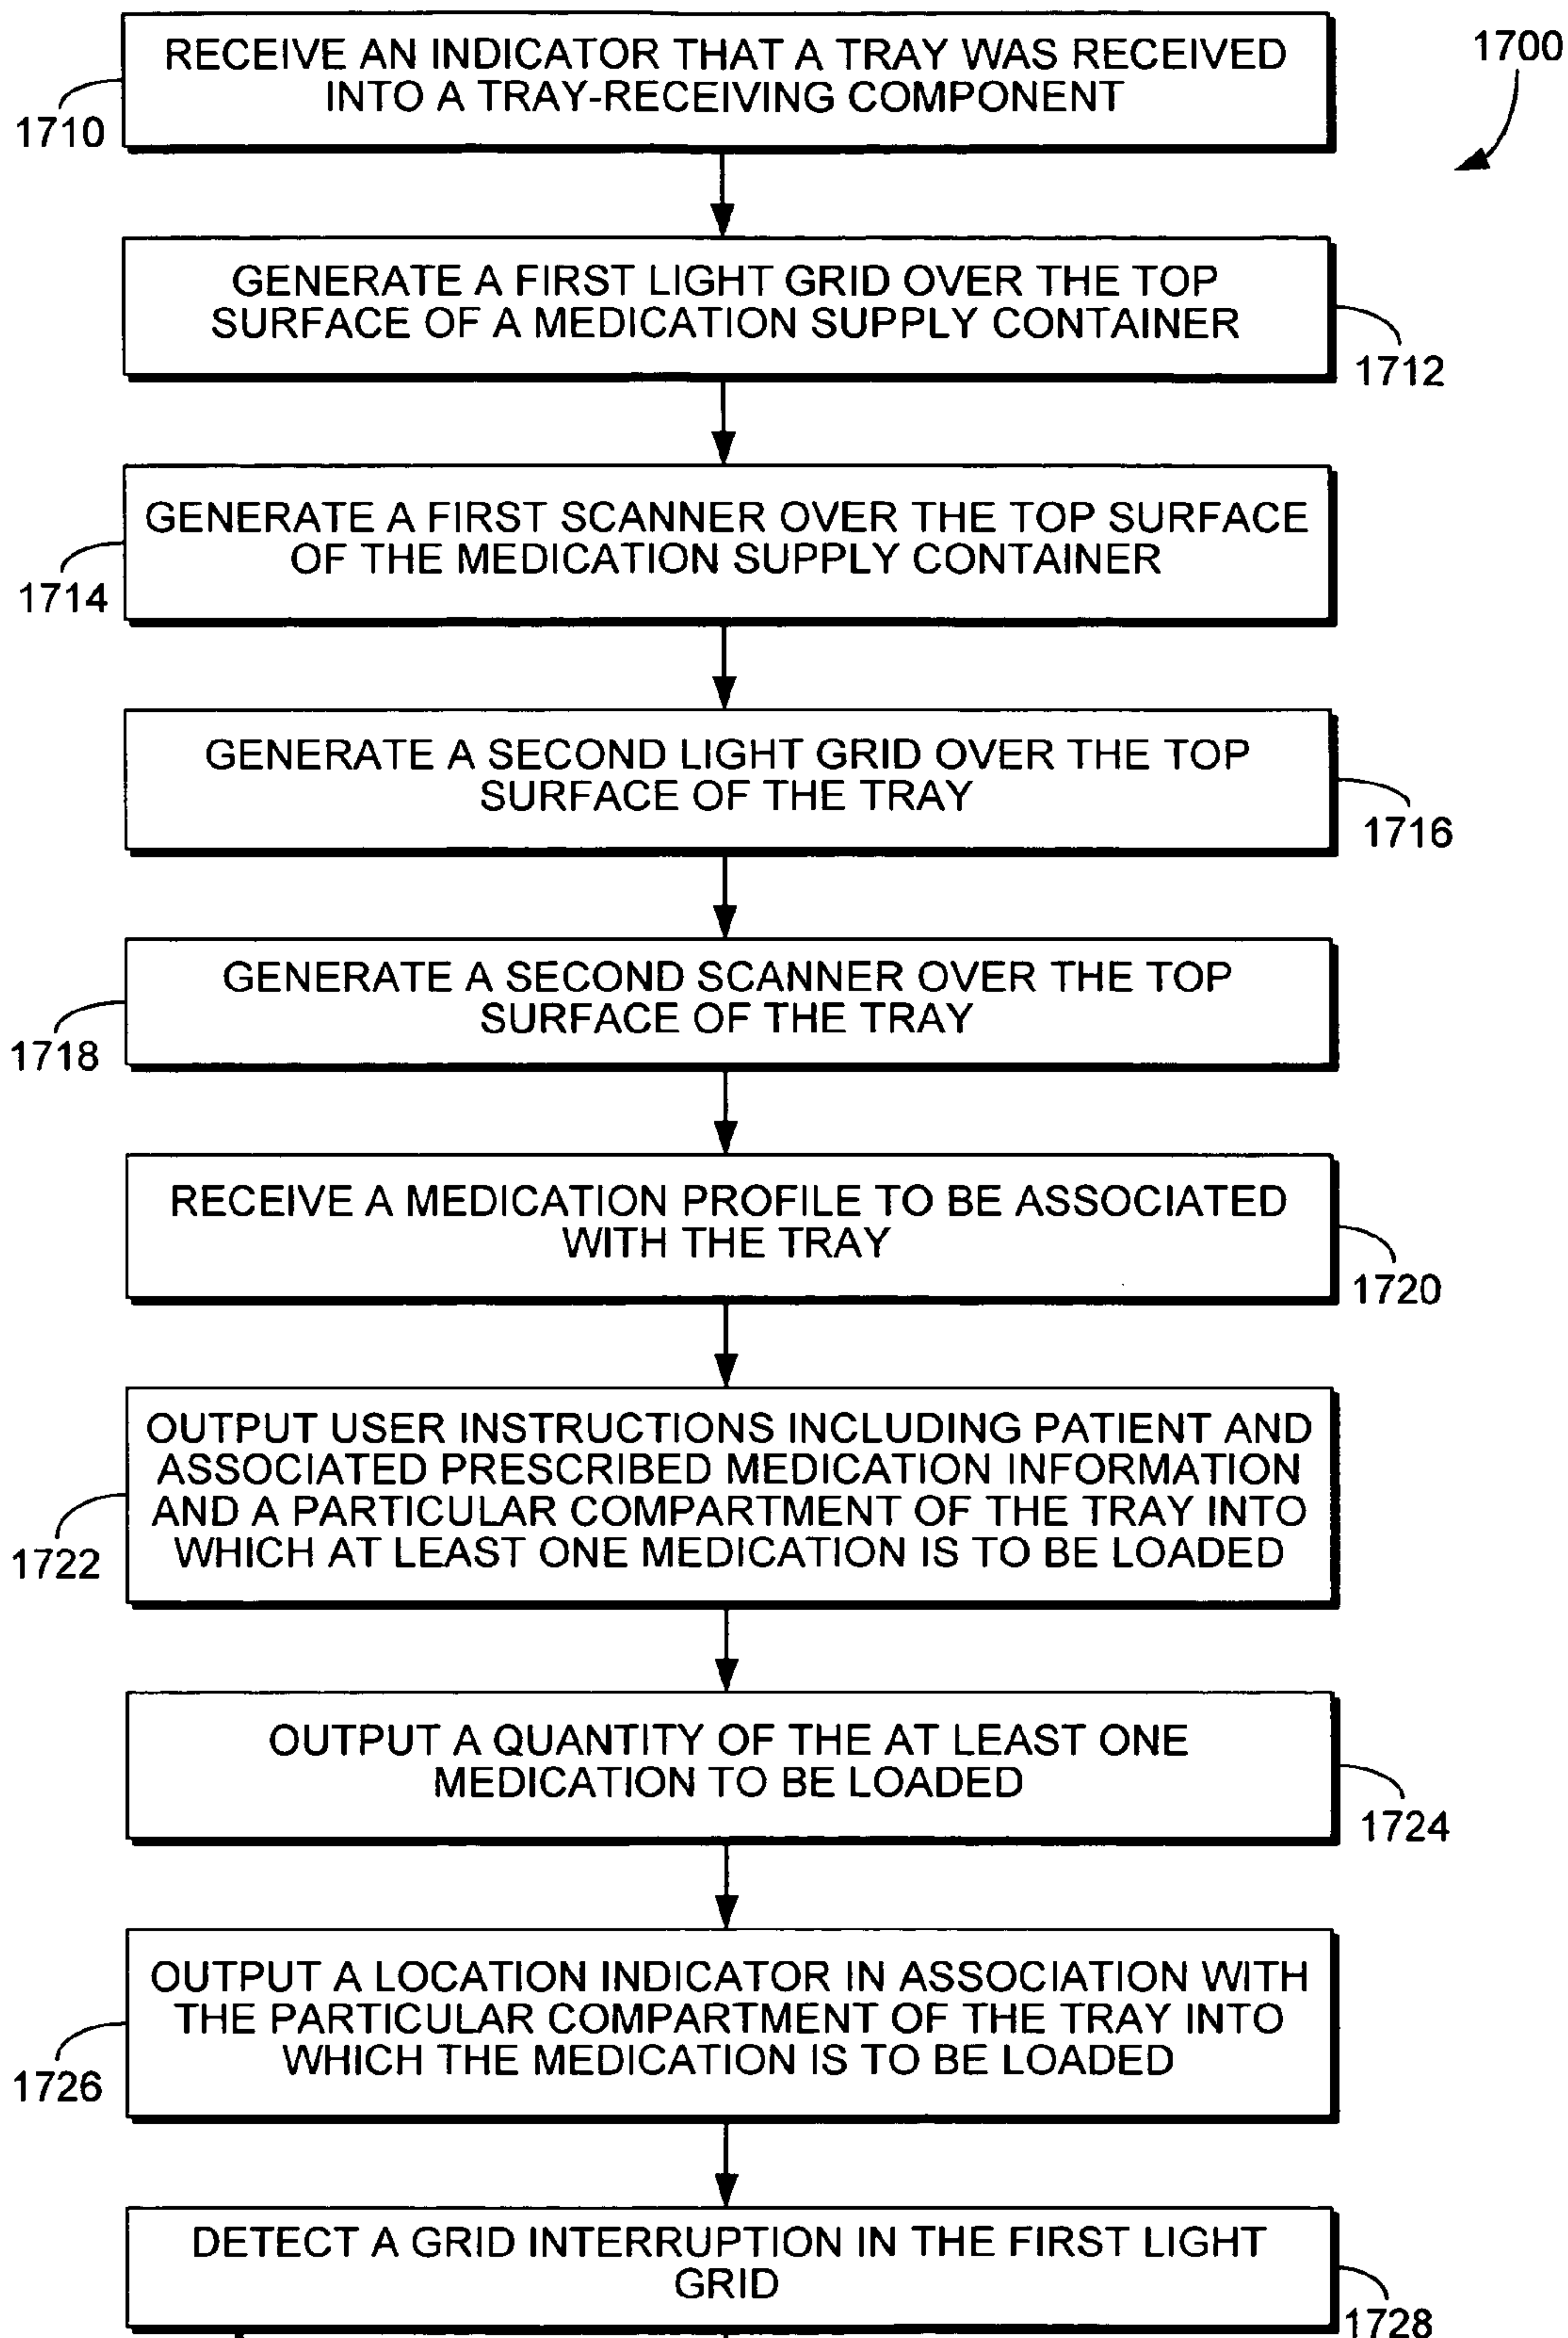 1700
RECEIVE AN INDICATOR THAT A TRAY WAS RECEIVED
INTO A TRAY-RECEIVING COMPONENT
1710
GENERATE A FIRST LIGHT GRID OVER THE TOP
SURFACE OF A MEDICATION SUPPLY CONTAINER
1712
GENERATE A FIRST SCANNER OVER THE TOP SURFACE
OF THE MEDICATION SUPPLY CONTAINER
1714
GENERATE A SECOND LIGHT GRID OVER THE TOP
SURFACE OF THE TRAY
1716
GENERATE A SECOND SCANNER OVER THE TOP
SURFACE OF THE TRAY
1718
RECEIVE A MEDICATION PROFILE TO BE ASSOCIATED
WITH THE TRAY
1720
OUTPUT USER INSTRUCTIONS INCLUDING PATIENT AND
ASSOCIATED PRESCRIBED MEDICATION INFORMATION
AND A PARTICULAR COMPARTMENT OF THE TRAY INTO
WHICH AT LEAST ONE MEDICATION IS TO BE LOADED
1722
OUTPUT A QUANTITY OF THE AT LEAST ONE
MEDICATION TO BE LOADED
1724
OUTPUT A LOCATION INDICATOR IN ASSOCIATION WITH
THE PARTICULAR COMPARTMENT OF THE TRAY INTO
WHICH THE MEDICATION IS TO BE LOADED
1726
DETECT A GRID INTERRUPTION IN THE FIRST LIGHT
GRID
1728